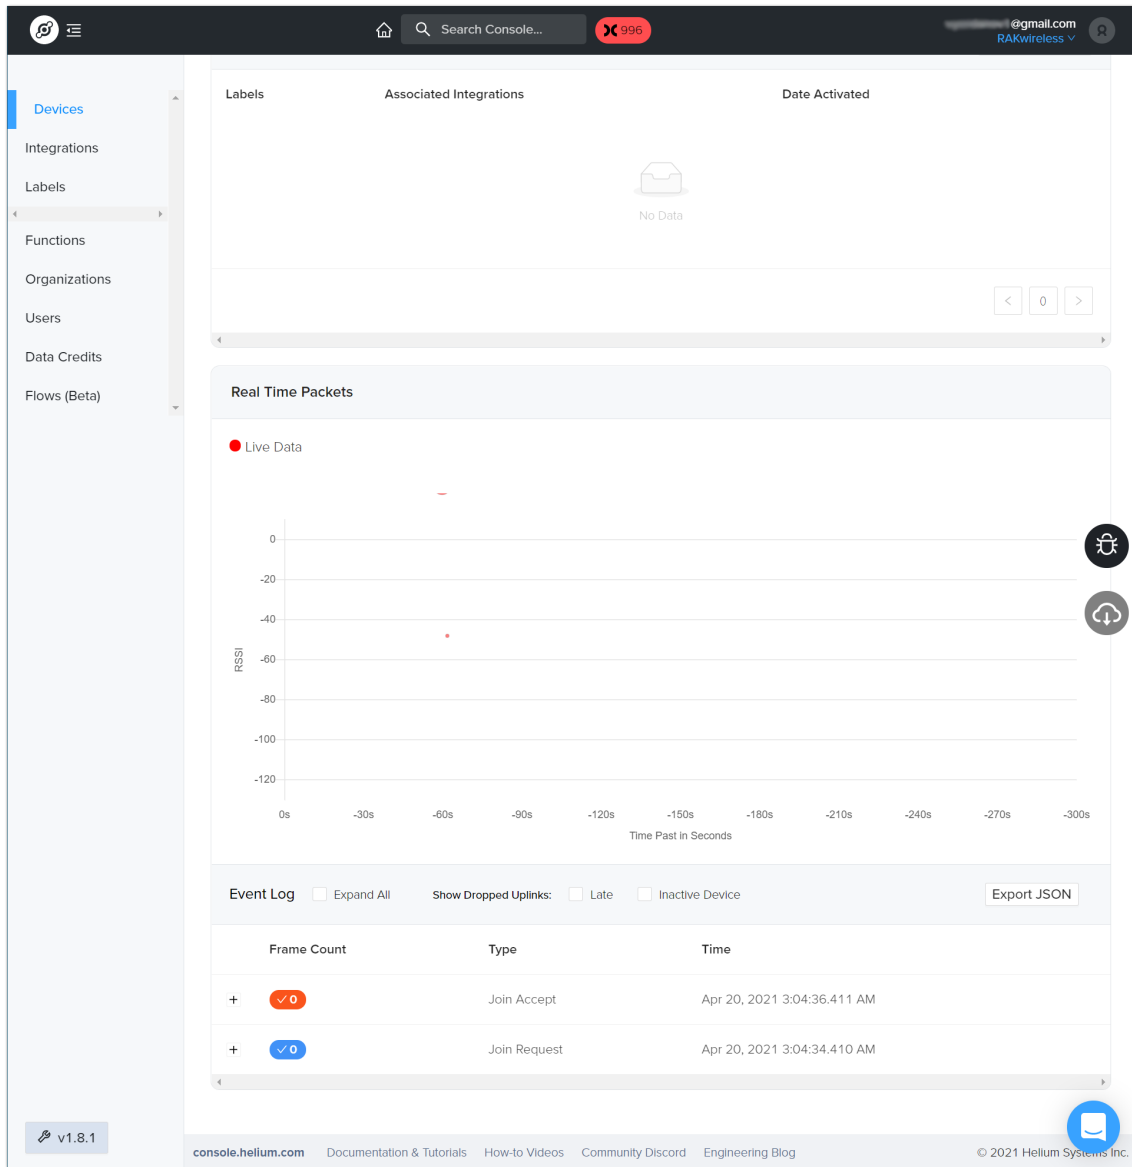 Search Console...
996
@gmail.com
RAKwireless
Devices
Integrations
Labels
Functions
Organizations
Users
Data Credits
Flows (Beta)
Labels Associated Integrations Date Activated
No Data
< 0 >
Real Time Packets
Live Data
0
-20
-40
-60
-80
-100
-120
RSSI
0s -30s -60s -90s -120s -150s -180s -210s -240s -270s -300s
Time Past in Seconds
Event Log Expand All Show Dropped Uplinks: Late Inactive Device Export JSON
Frame Count Type Time
+ 0 Join Accept Apr 20, 2021 3:04:36.411 AM
+ 0 Join Request Apr 20, 2021 3:04:34.410 AM
v1.8.1
console.helium.com Documentation & Tutorials How-to Videos Community Discord Engineering Blog © 2021 Helium Systems Inc.